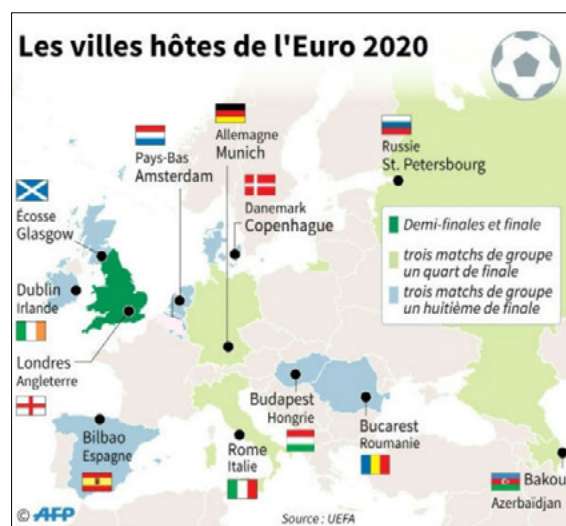 Les villes hôtes de l'Euro 2020
Allemagne
Munich
Russie
St. Petersbourg
Pays-Bas
Amsterdam
Danemark
Copenhague
Écosse
Glasgow
Demi-finales et finale
trois matchs de groupe
un quart de finale
trois matchs de groupe
un huitième de finale
Dublin
Irlande
Londres
Angleterre
Budapest
Hongrie
Bucarest
Roumanie
Bilbao
Espagne
Rome
Italie
Bakou
Azerbaïdjan
© AFP
Source : UEFA